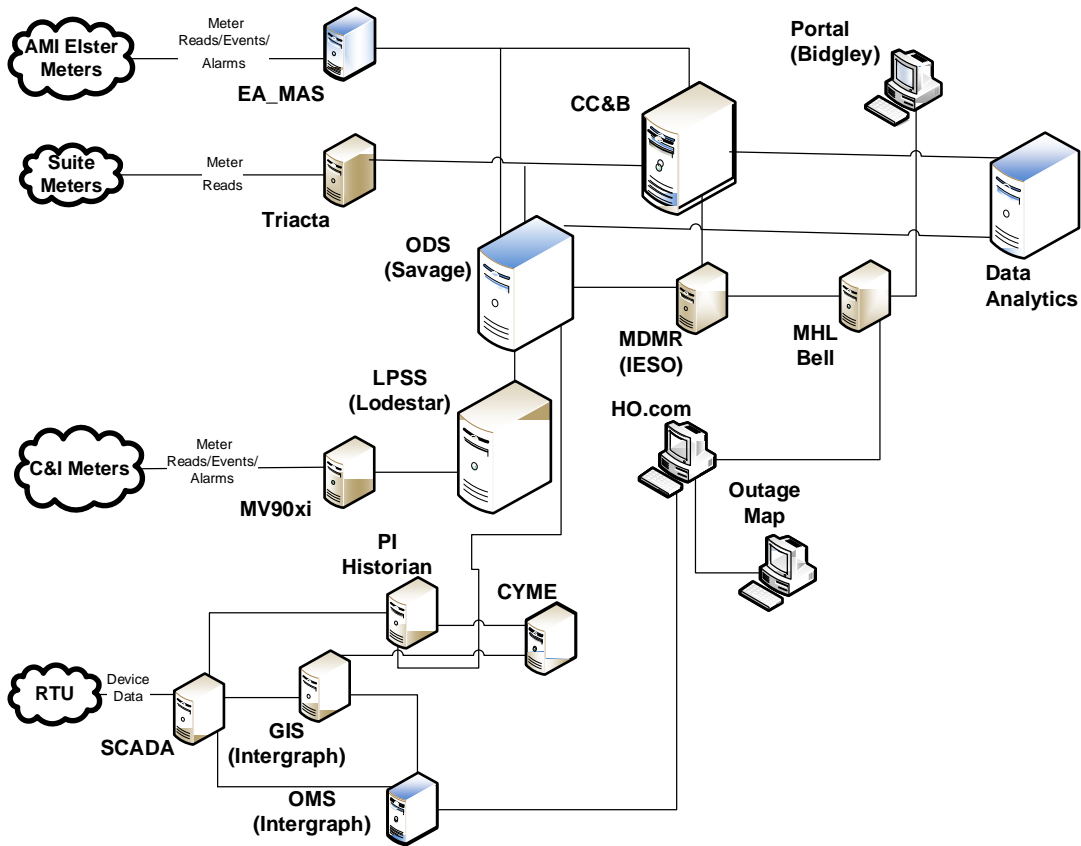 AMI Elster
Meters
Meter
Reads/Events/
Alarms
EA_MAS
CC&B
Portal
(Bidgley)
Suite
Meters
Meter
Reads
Triacta
ODS
(Savage)
Data
Analytics
MDMR
(IESO)
MHL
Bell
LPSS
(Lodestar)
HO.com
C&I Meters
Meter
Reads/Events/
Alarms
MV90xi
Outage
Map
PI
Historian
CYME
RTU
Device
Data
SCADA
GIS
(Intergraph)
OMS
(Intergraph)